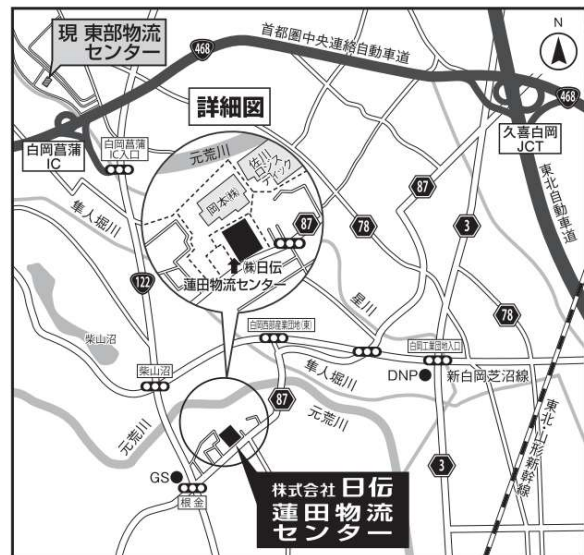 現 東部物流
センター
468
首都圏中央連絡自動車道
N
468
白岡菖蒲
IC
白岡菖蒲
IC入口
詳細図
久喜白岡
JCT
元荒川
佐川
ロジス
ティック
岡本㈱
87
㈱日伝
蓮田物流センター
隼人堀川
122
87
78
3
東北自動車道
78
星川
柴山沼
柴山沼
白岡西部産業団地(東)
白岡工業団地入口
隼人堀川
DNP
新白岡芝沼線
87
元荒川
元荒川
東北・山形新幹線
3
GS
根金
株式会社 日伝
蓮田物流
センター